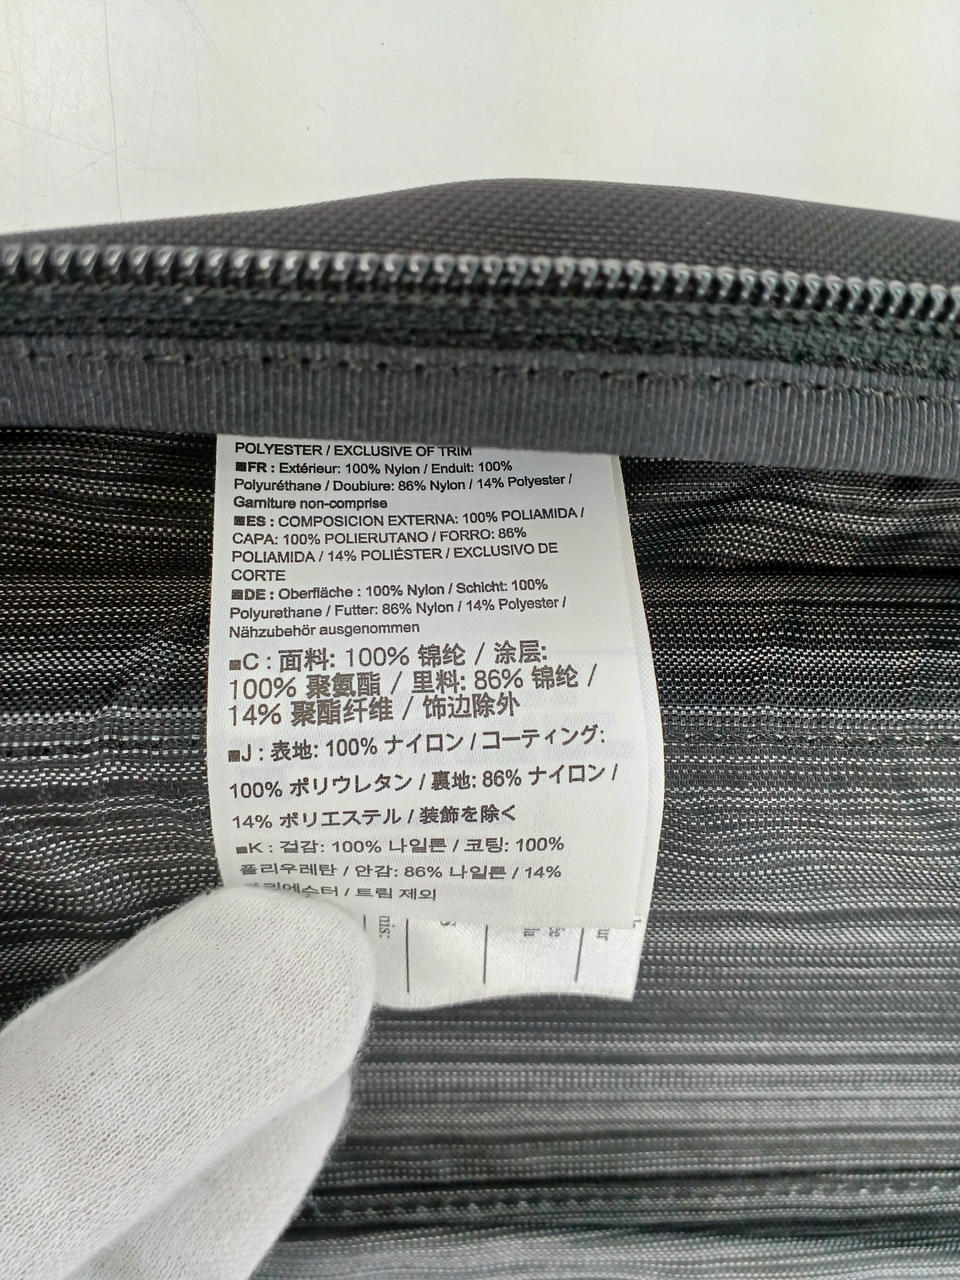 POLYESTER / EXCLUSIVE OF TRIM
■FR : Extérieur: 100% Nylon / Enduit: 100%
Polyuréthane / Doubiure: 86% Nylon / 14% Polyester /
Garniture non-comprise
■ES : COMPOSICION EXTERNA: 100% POLIAMIDA /
CAPA: 100% POLIERUTANO / FORRO: 86%
POLIAMIDA / 14% POLIÉSTER / EXCLUSIVO DE
CORTE
■DE : Oberfläche : 100% Nylon / Schicht: 100%
Polyurethane / Futter: 86% Nylon / 14% Polyester /
Nähzubehör ausgenommen
■C : 面料: 100% 锦纶 / 涂层:
100% 聚氨酯 / 里料: 86% 锦纶 /
14% 聚酯纤维 / 饰边除外
■J : 表地: 100% ナイロン / コーティング:
100% ポリウレタン / 裏地: 86% ナイロン /
14% ポリエステル / 装飾を除く
■K : 겉감: 100% 나일론 / 코팅: 100%
폴리우레탄 / 안감: 86% 나일론 / 14%
폴리에스터 / 트림 제외